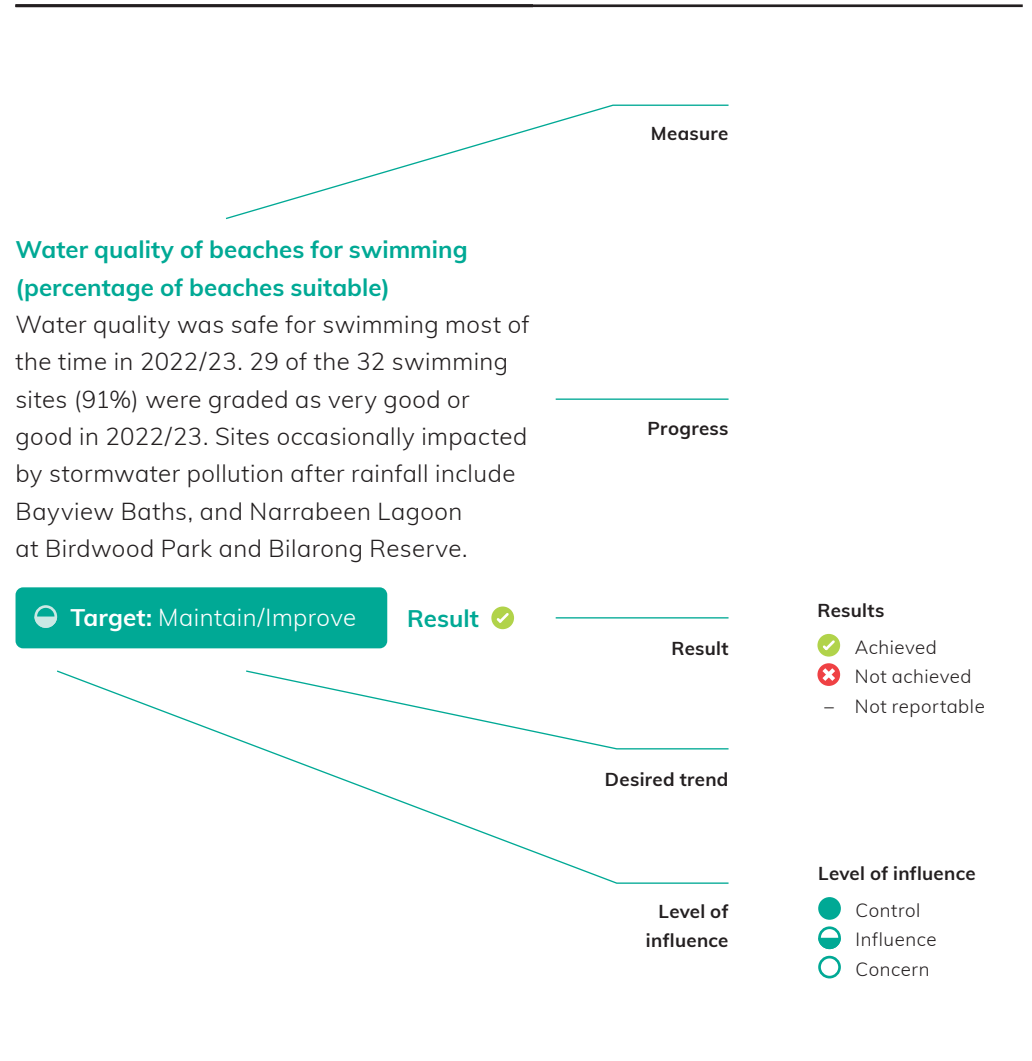 Measure
Water quality of beaches for swimming
(percentage of beaches suitable)
Water quality was safe for swimming most of
the time in 2022/23. 29 of the 32 swimming
sites (91%) were graded as very good or
good in 2022/23. Sites occasionally impacted
by stormwater pollution after rainfall include
Bayview Baths, and Narrabeen Lagoon
at Birdwood Park and Bilarong Reserve.
Progress
Target: Maintain/Improve
Result
Result
Desired trend
Level of
influence
Results
Achieved
Not achieved
– Not reportable
Level of influence
Control
Influence
Concern